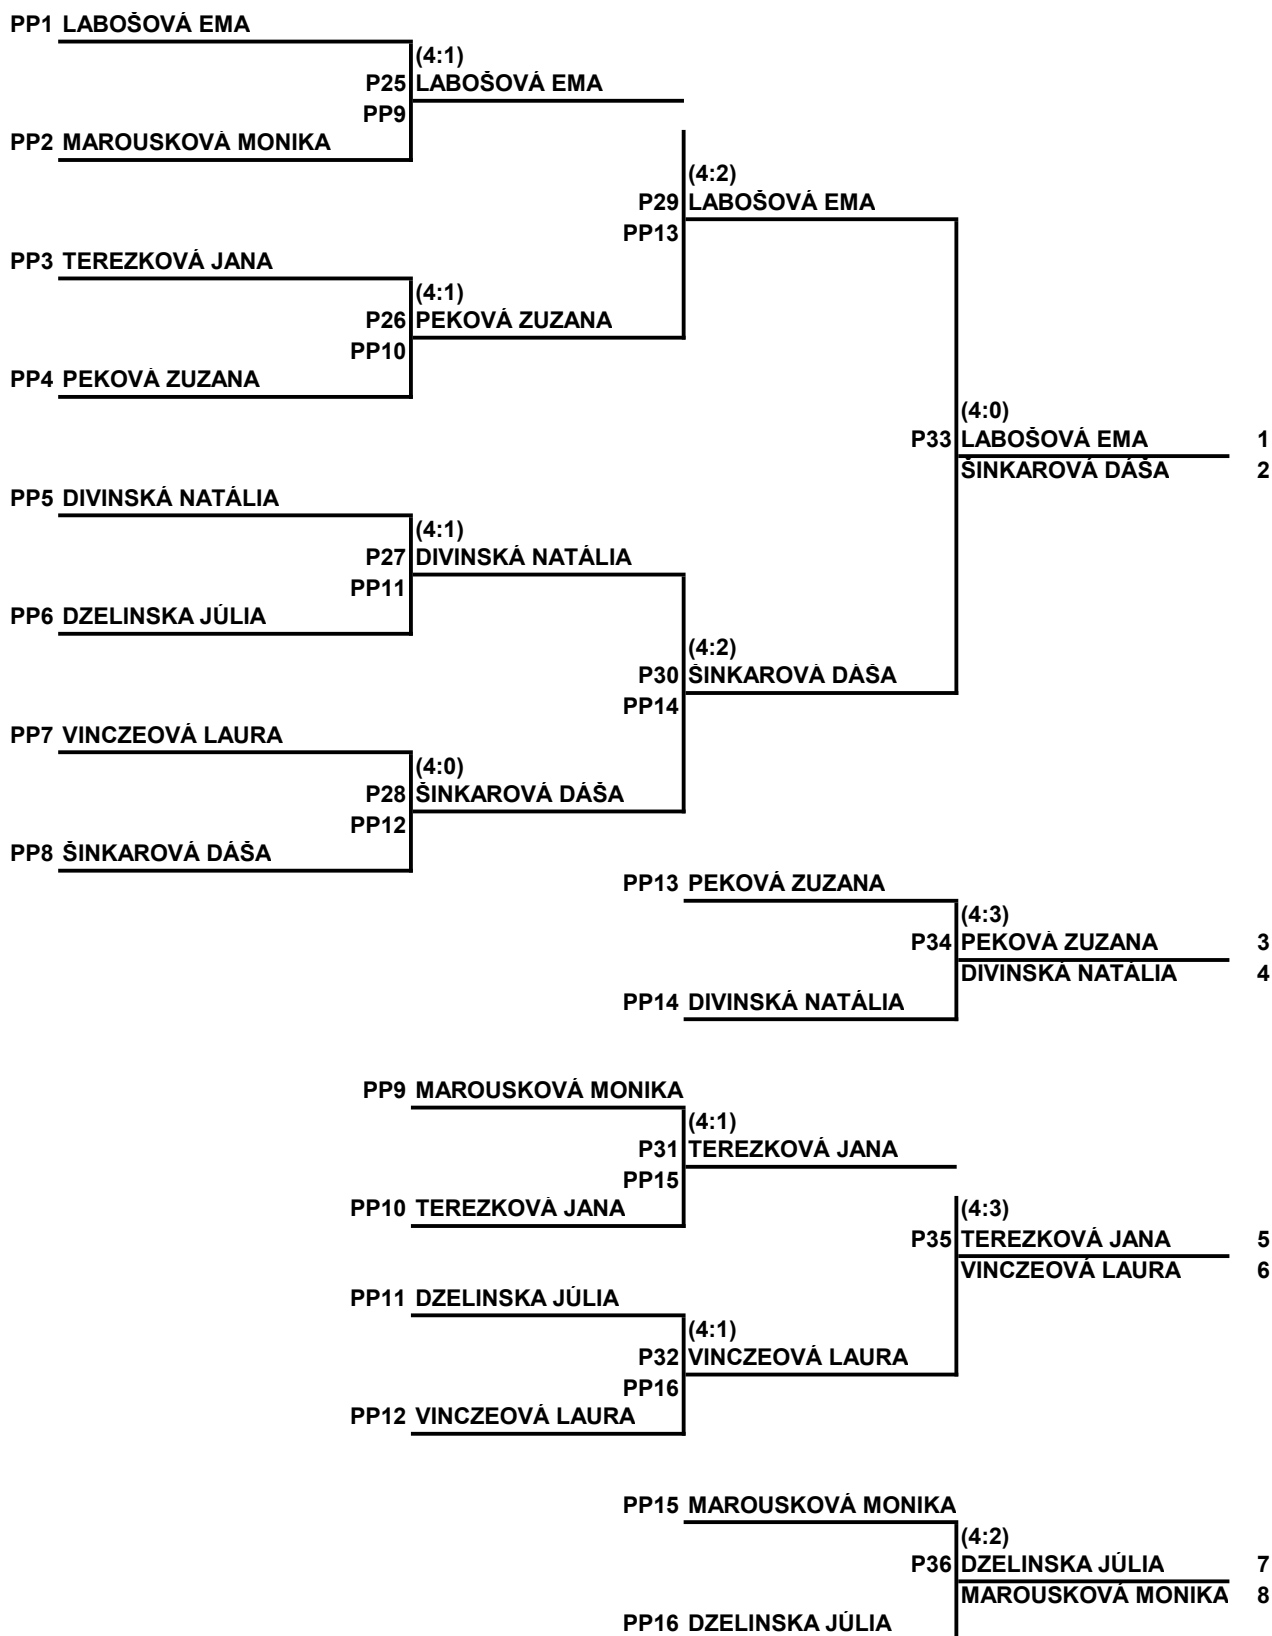 PP1 LABOŠOVÁ EMA
(4:1)
P25 LABOŠOVÁ EMA
PP9
PP2 MAROUSKOVÁ MONIKA
(4:2)
P29 LABOŠOVÁ EMA
PP13
PP3 TEREZKOVÁ JANA
(4:1)
P26 PEKOVÁ ZUZANA
PP10
PP4 PEKOVÁ ZUZANA
(4:0)
P33 LABOŠOVÁ EMA 1
ŠINKAROVÁ DÁŠA 2
PP5 DIVINSKÁ NATÁLIA
(4:1)
P27 DIVINSKÁ NATÁLIA
PP11
PP6 DZELINSKA JÚLIA
(4:2)
P30 ŠINKAROVÁ DÁŠA
PP14
PP7 VINCZEOVÁ LAURA
(4:0)
P28 ŠINKAROVÁ DÁŠA
PP12
PP8 ŠINKAROVÁ DÁŠA
PP13 PEKOVÁ ZUZANA
(4:3)
P34 PEKOVÁ ZUZANA 3
DIVINSKÁ NATÁLIA 4
PP14 DIVINSKÁ NATÁLIA
PP9 MAROUSKOVÁ MONIKA
(4:1)
P31 TEREZKOVÁ JANA
PP15
PP10 TEREZKOVÁ JANA
(4:3)
P35 TEREZKOVÁ JANA 5
VINCZEOVÁ LAURA 6
PP11 DZELINSKA JÚLIA
(4:1)
P32 VINCZEOVÁ LAURA
PP16
PP12 VINCZEOVÁ LAURA
PP15 MAROUSKOVÁ MONIKA
(4:2)
P36 DZELINSKA JÚLIA 7
MAROUSKOVÁ MONIKA 8
PP16 DZELINSKA JÚLIA